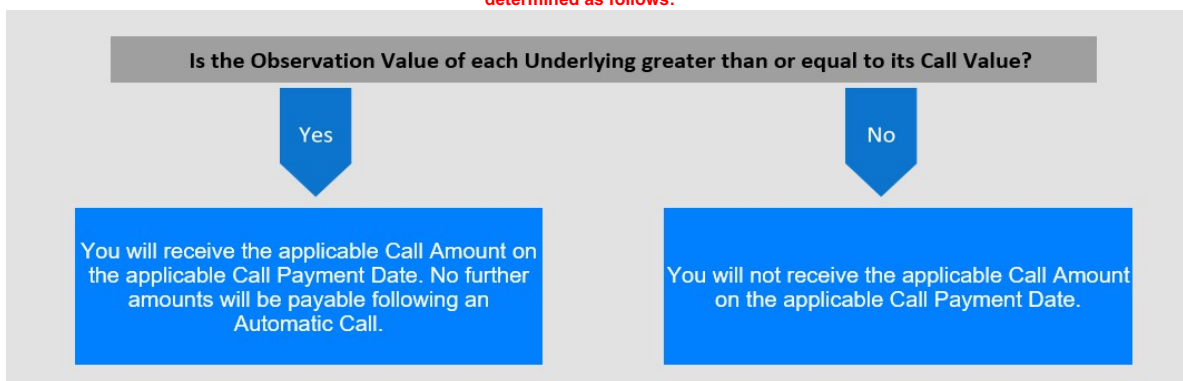 determined as follows:
Is the Observation Value of each Underlying greater than or equal to its Call Value?
Yes
No
You will receive the applicable Call Amount on
the applicable Call Payment Date. No further
amounts will be payable following an
Automatic Call.
You will not receive the applicable Call Amount
on the applicable Call Payment Date.